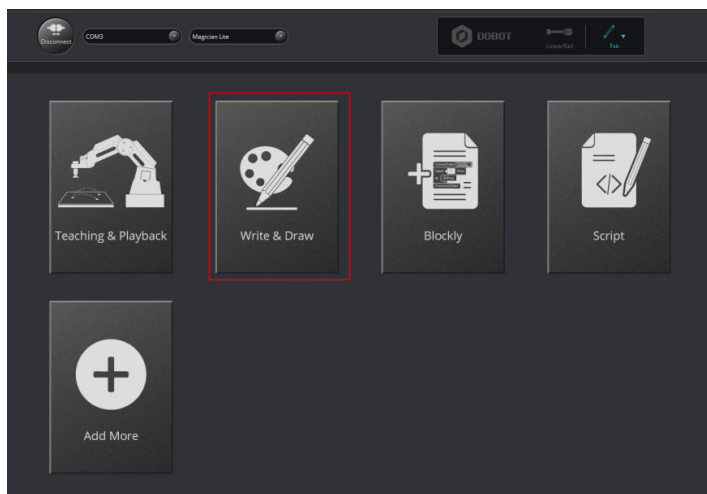 COM3 Magician Lite DOBOT
Disconnect LinearRail Pen
Teaching & Playback Write & Draw Blockly Script
Add More